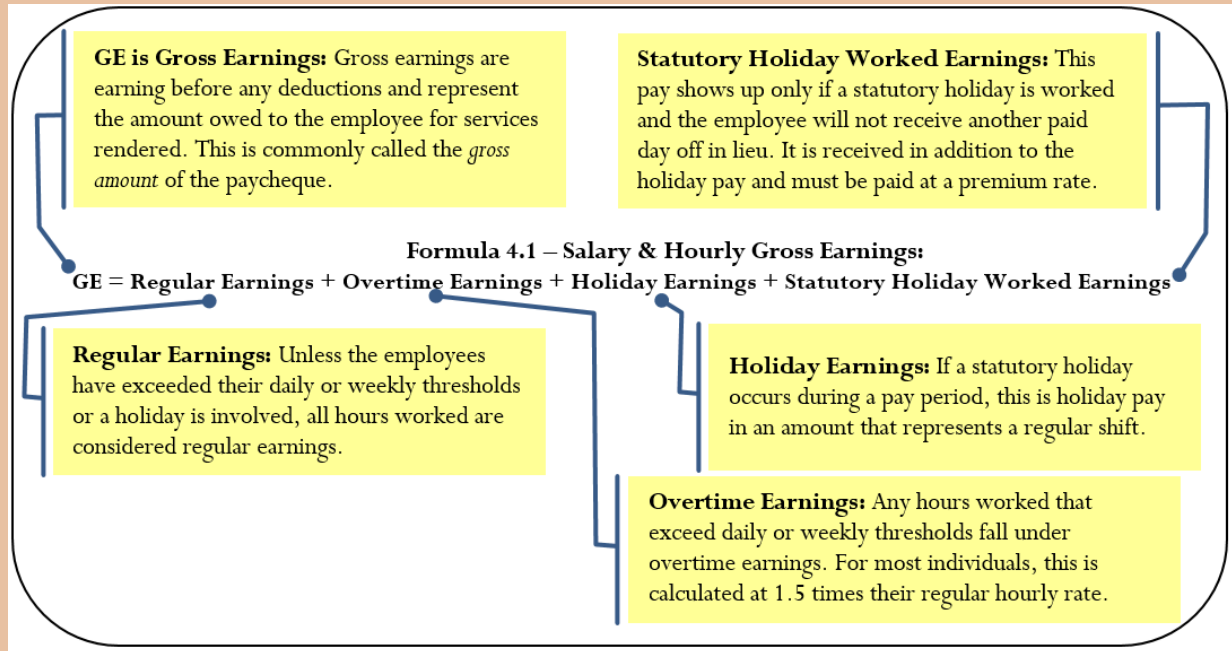 GE is Gross Earnings: Gross earnings are
earning before any deductions and represent
the amount owed to the employee for services
rendered. This is commonly called the gross
amount of the paycheque.
Statutory Holiday Worked Earnings: This
pay shows up only if a statutory holiday is worked
and the employee will not receive another paid
day off in lieu. It is received in addition to the
holiday pay and must be paid at a premium rate.
Formula 4.1 – Salary & Hourly Gross Earnings:
GE = Regular Earnings + Overtime Earnings + Holiday Earnings + Statutory Holiday Worked Earnings
Regular Earnings: Unless the employees
have exceeded their daily or weekly thresholds
or a holiday is involved, all hours worked are
considered regular earnings.
Holiday Earnings: If a statutory holiday
occurs during a pay period, this is holiday pay
in an amount that represents a regular shift.
Overtime Earnings: Any hours worked that
exceed daily or weekly thresholds fall under
overtime earnings. For most individuals, this is
calculated at 1.5 times their regular hourly rate.